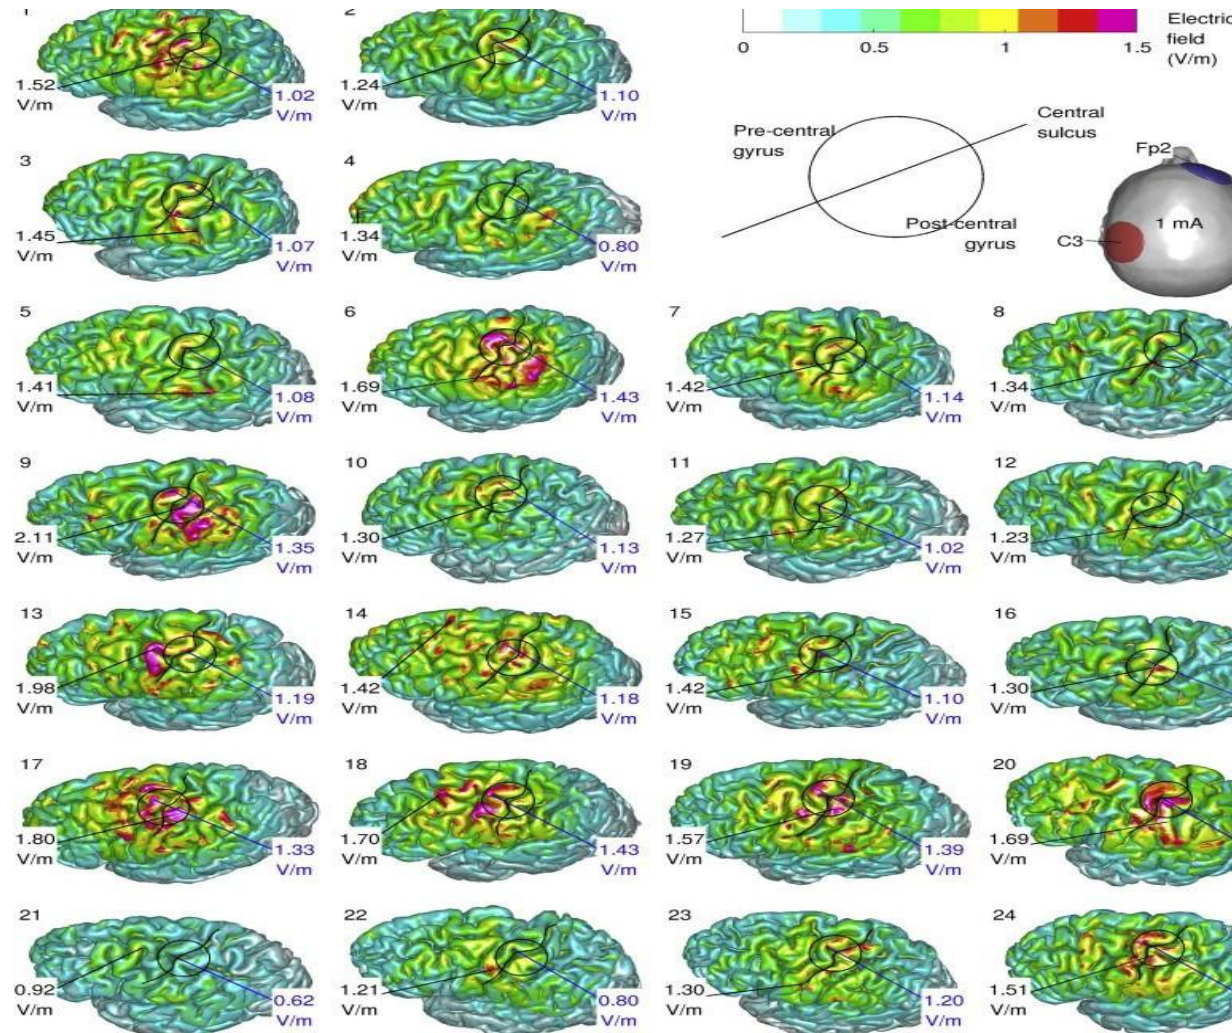 1
2
Electric
field
(V/m)
0
0.5
1
1.5
1.52
V/m
1.02
V/m
1.24
V/m
1.10
V/m
Pre-central
gyrus
Central
sulcus
Post-central
gyrus
Fp2
1 mA
C3
3
4
1.45
V/m
1.07
V/m
1.34
V/m
0.80
V/m
5
6
7
8
1.41
V/m
1.08
V/m
1.69
V/m
1.43
V/m
1.42
V/m
1.14
V/m
1.34
V/m
9
10
11
12
2.11
V/m
1.35
V/m
1.30
V/m
1.13
V/m
1.27
V/m
1.02
V/m
1.23
V/m
13
14
15
16
1.98
V/m
1.19
V/m
1.42
V/m
1.18
V/m
1.42
V/m
1.10
V/m
1.30
V/m
17
18
19
20
1.80
V/m
1.33
V/m
1.70
V/m
1.43
V/m
1.57
V/m
1.39
V/m
1.69
V/m
21
22
23
24
0.92
V/m
0.62
V/m
1.21
V/m
0.80
V/m
1.30
V/m
1.20
V/m
1.51
V/m